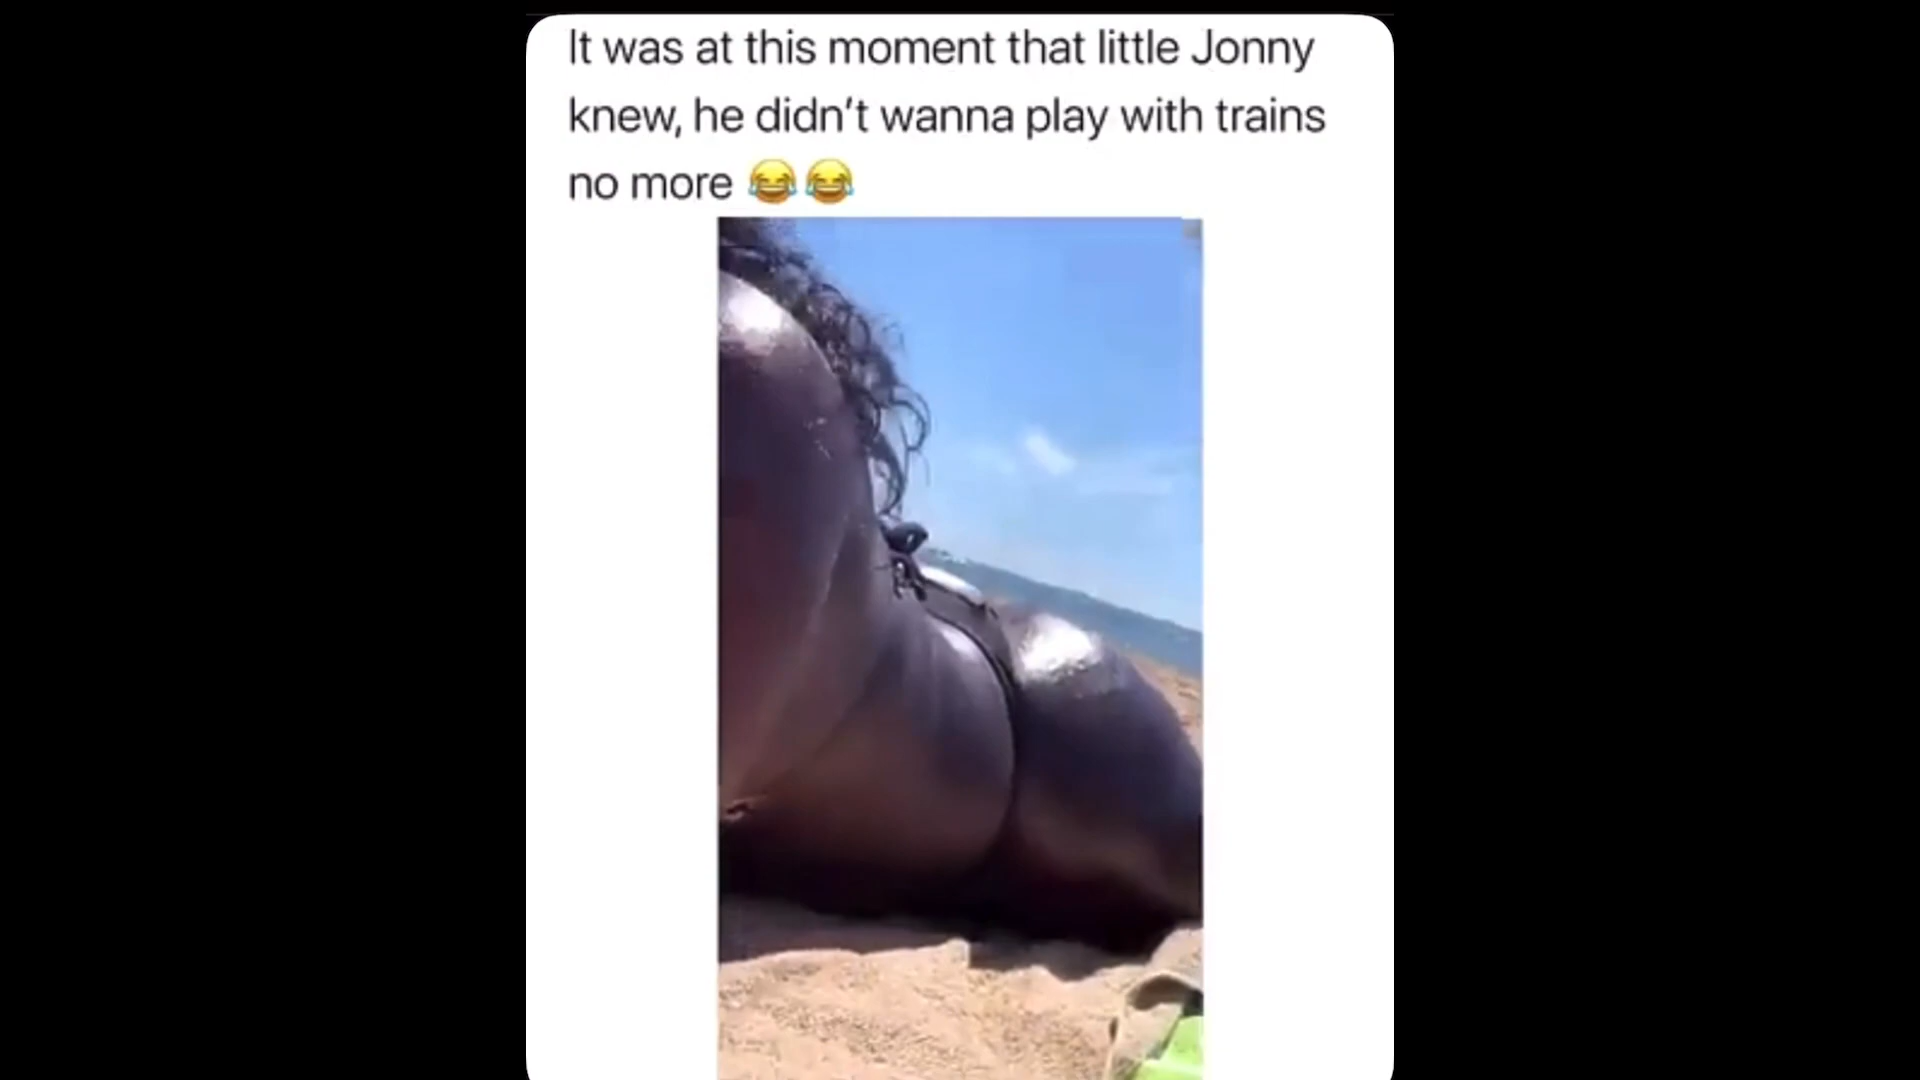 It was at this moment that little Jonny
knew, he didn’t wanna play with trains
no more 😂😂